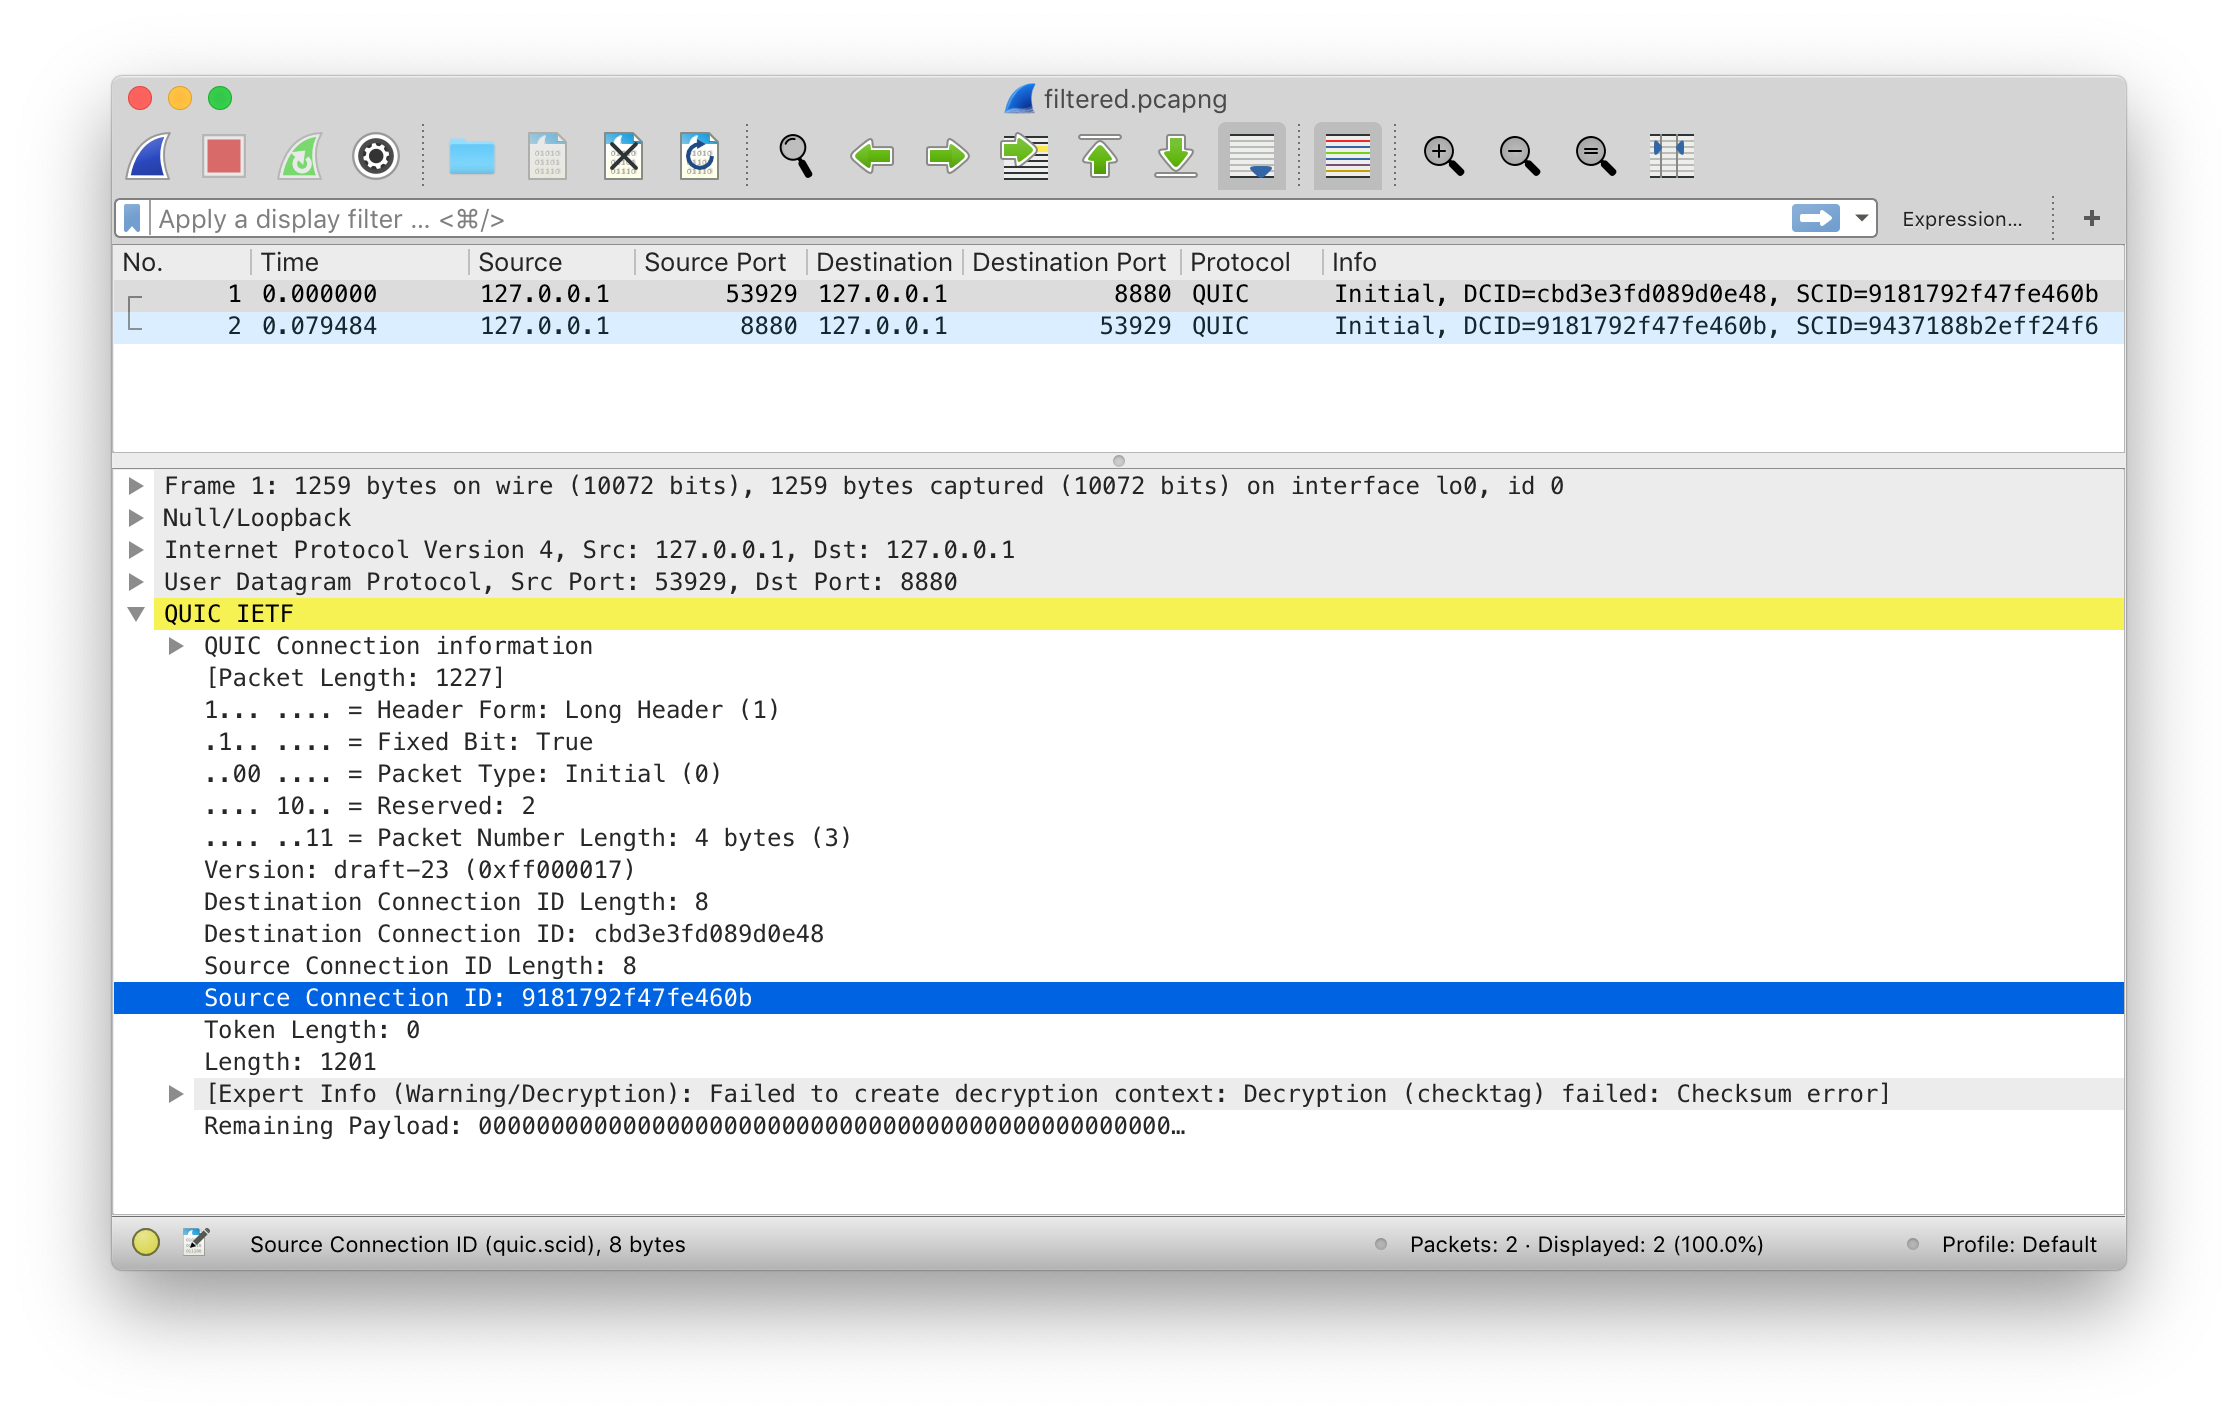 filtered.pcapng
Apply a display filter ... <⌘/>
Expression...
+
No. Time Source Source Port Destination Destination Port Protocol Info
1 0.000000 127.0.0.1 53929 127.0.0.1 8880 QUIC Initial, DCID=cbd3e3fd089d0e48, SCID=9181792f47fe460b
2 0.079484 127.0.0.1 8880 127.0.0.1 53929 QUIC Initial, DCID=9181792f47fe460b, SCID=9437188b2eff24f6
Frame 1: 1259 bytes on wire (10072 bits), 1259 bytes captured (10072 bits) on interface lo0, id 0
Null/Loopback
Internet Protocol Version 4, Src: 127.0.0.1, Dst: 127.0.0.1
User Datagram Protocol, Src Port: 53929, Dst Port: 8880
QUIC IETF
QUIC Connection information
[Packet Length: 1227]
1... .... = Header Form: Long Header (1)
.1.. .... = Fixed Bit: True
..00 .... = Packet Type: Initial (0)
.... 10.. = Reserved: 2
.... ..11 = Packet Number Length: 4 bytes (3)
Version: draft-23 (0xff000017)
Destination Connection ID Length: 8
Destination Connection ID: cbd3e3fd089d0e48
Source Connection ID Length: 8
Source Connection ID: 9181792f47fe460b
Token Length: 0
Length: 1201
[Expert Info (Warning/Decryption): Failed to create decryption context: Decryption (checktag) failed: Checksum error]
Remaining Payload: 000000000000000000000000000000000000000000000000…
Source Connection ID (quic.scid), 8 bytes
Packets: 2 · Displayed: 2 (100.0%)
Profile: Default